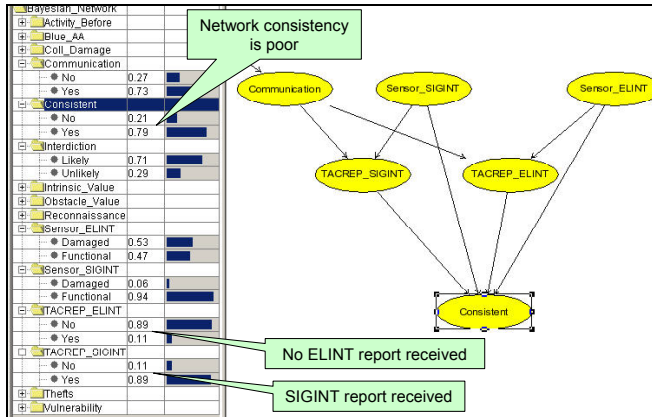 Bayesian_Network
Activity_Before
Blue_AA
Coll_Damage
Communication
No 0.27
Yes 0.73
Consistent
No 0.21
Yes 0.79
Interdiction
Likely 0.71
Unlikely 0.29
Intrinsic_Value
Obstacle_Value
Reconnaissance
Sensor_ELINT
Damaged 0.53
Functional 0.47
Sensor_SIGINT
Damaged 0.06
Functional 0.94
TACREP_ELINT
No 0.89
Yes 0.11
TACREP_SIGINT
No 0.11
Yes 0.89
Thefts
Vulnerability
Network consistency
is poor
No ELINT report received
SIGINT report received
Communication
Sensor_SIGINT
Sensor_ELINT
TACREP_SIGINT
TACREP_ELINT
Consistent